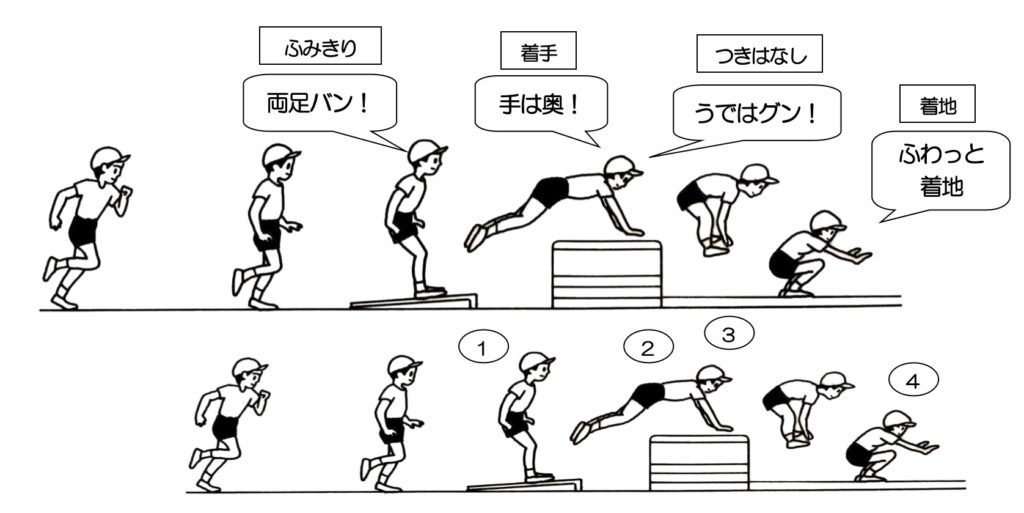 ふみきり
両足バン！
着手
手は奥！
つきはなし
うではグン！
着地
ふわっと
着地
①
②
③
④